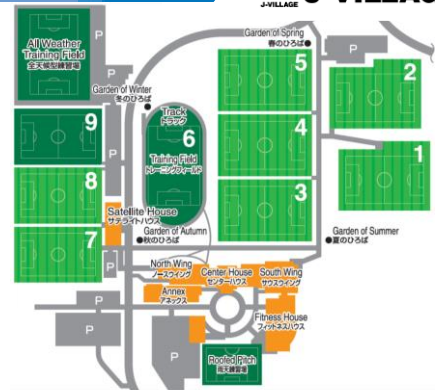 J-VILLAGE
J-VILLAG
All Weather
Training Field
全天候型練習場
P
Garden of Spring
春のひろば
Garden of Winter
冬のひろば
P
5
2
Track
トラック
9
6
4
Training Field
トレーニングフィールド
P
1
8
3
Satellite House
サテライトハウス
Garden of Autumn
秋のひろば
Garden of Summer
夏のひろば
7
P
North Wing
ノースウイング
Center House
センターハウス
South Wing
サウスウイング
P
Annex
アネックス
Fitness House
フィットネスハウス
P
P
Roofed Pitch
雨天練習場